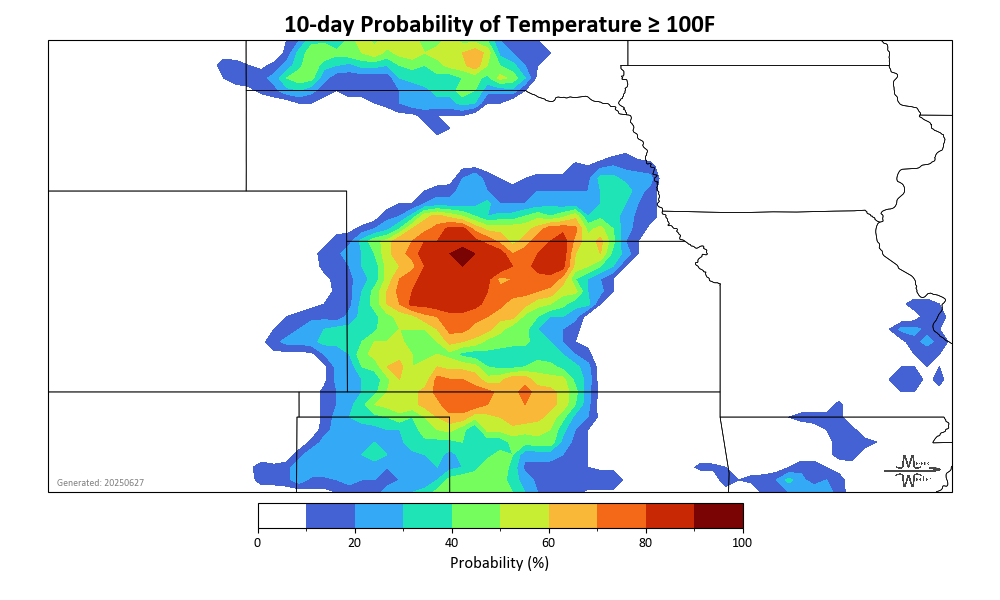 10-day Probability of Temperature ≥ 100F
Generated: 20250627
0 20 40 60 80 100
Probability (%)